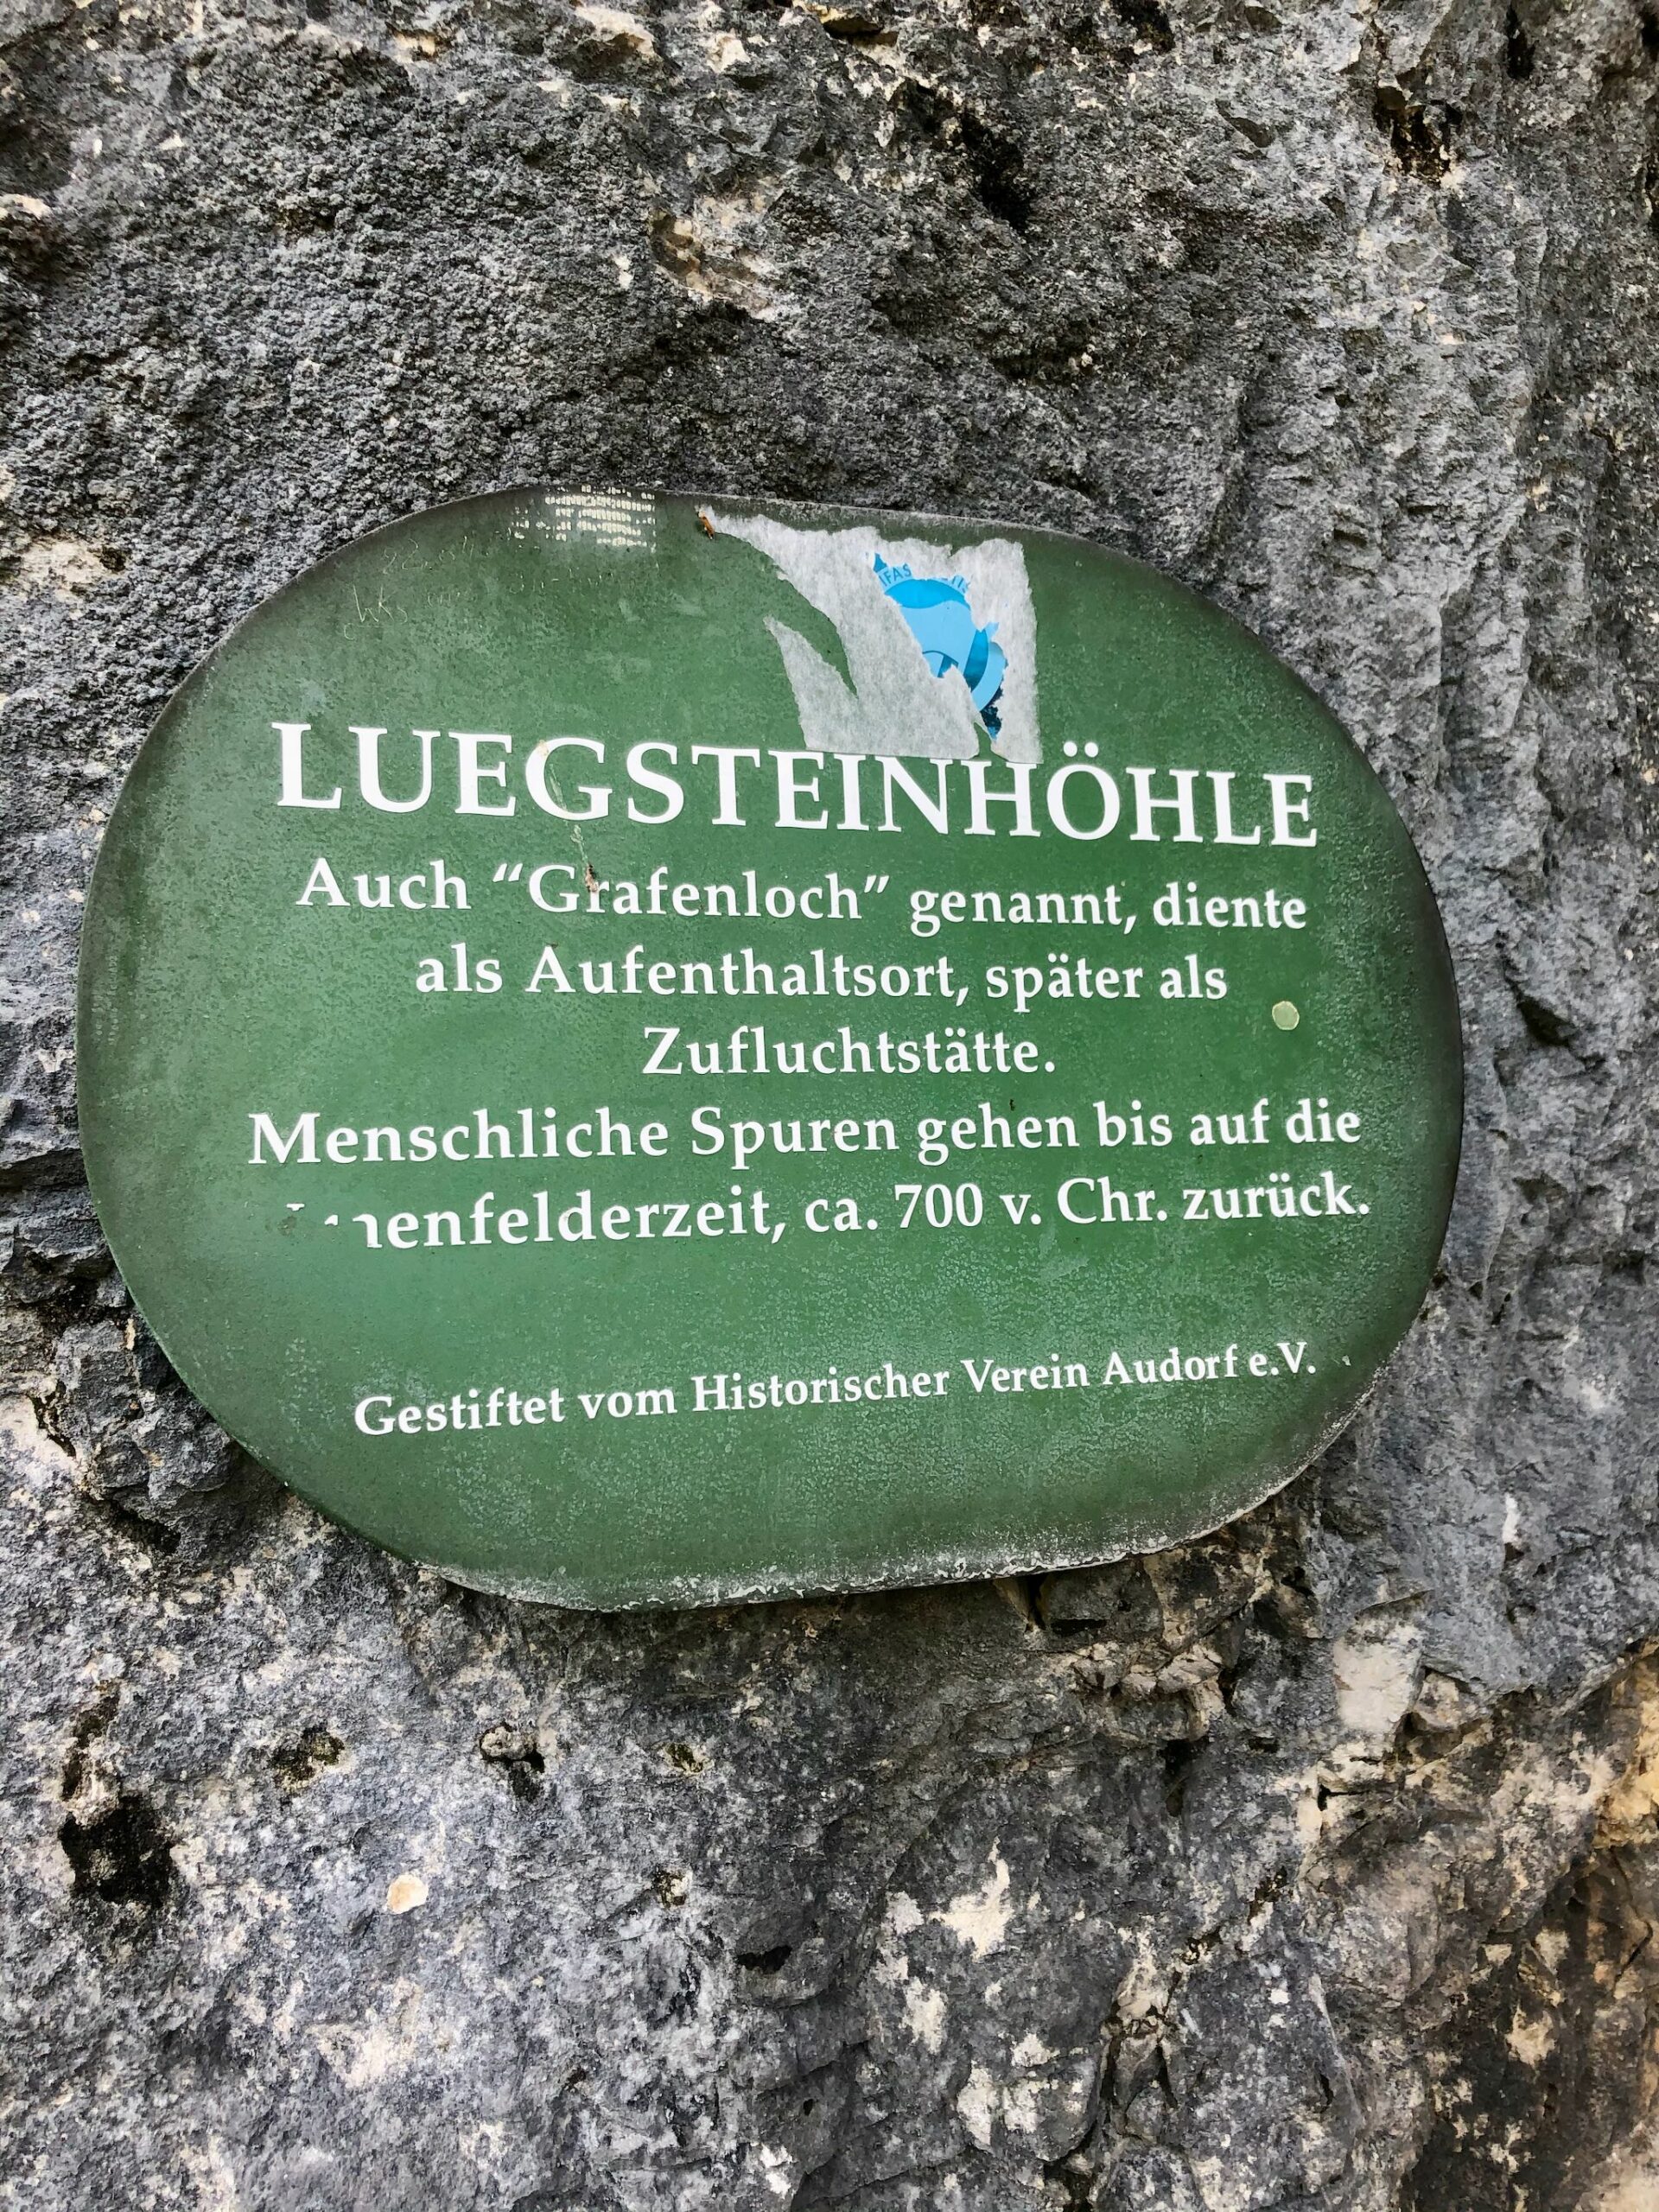 LUEGSTEINHÖHLE
Auch “Grafenloch” genannt, diente
als Aufenthaltsort, später als
Zufluchtstätte.
Menschliche Spuren gehen bis auf die
ca. 700 v. Chr. zurück.
Gestiftet vom Historischer Verein Audorf e.V.